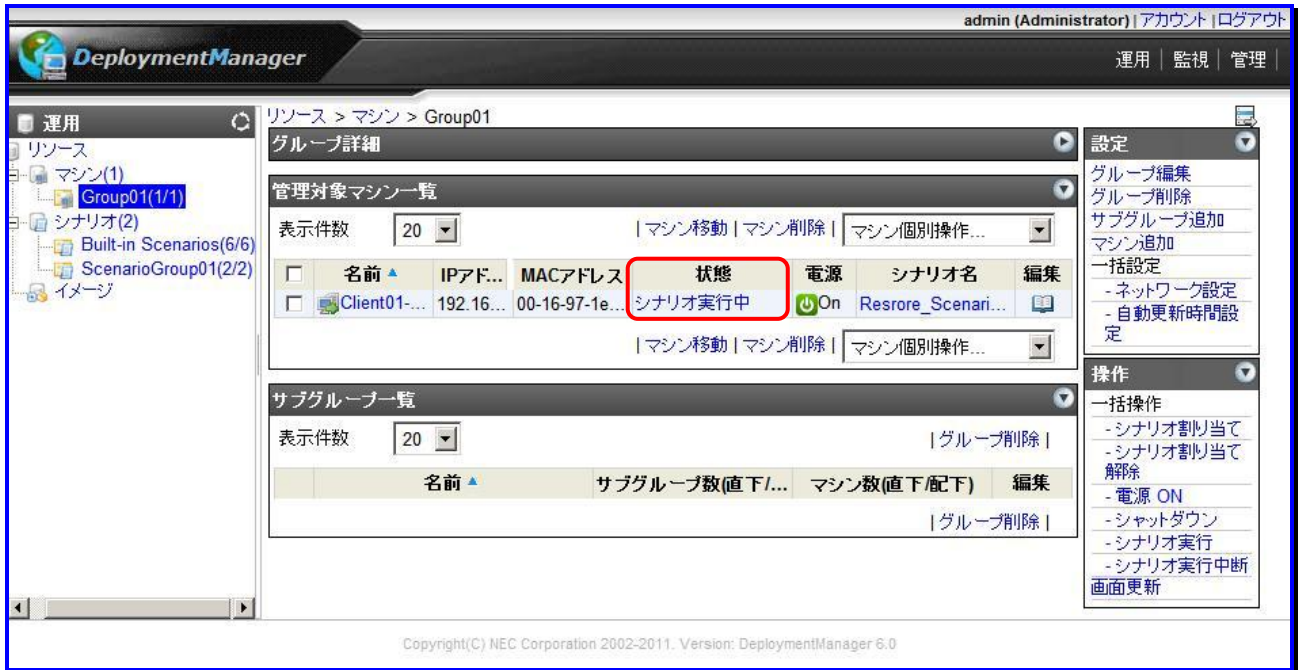 admin (Administrator) | アカウント | ログアウト
DeploymentManager
運用 | 監視 | 管理 |
運用
リソース
マシン(1)
Group01(1/1)
シナリオ(2)
Built-in Scenarios(6/6)
ScenarioGroup01(2/2)
イメージ
リソース > マシン > Group01
グループ詳細
管理対象マシン一覧
表示件数 20 | マシン移動 | マシン削除 | マシン個別操作...
名前 IPアド... MACアドレス 状態 電源 シナリオ名 編集
Client01-... 192.16... 00-16-97-1e... シナリオ実行中 On Resrore_Scenari...
| マシン移動 | マシン削除 | マシン個別操作...
サブグループ一覧
表示件数 20 | グループ削除 |
名前 サブグループ数(直下/... マシン数(直下/配下) 編集
| グループ削除 |
設定
グループ編集
グループ削除
サブグループ追加
マシン追加
一括設定
- ネットワーク設定
- 自動更新時間設
定
操作
一括操作
- シナリオ割り当て
- シナリオ割り当て
解除
- 電源 ON
- シャットダウン
- シナリオ実行
- シナリオ実行中断
画面更新
Copyright(C) NEC Corporation 2002-2011. Version: DeploymentManager 6.0